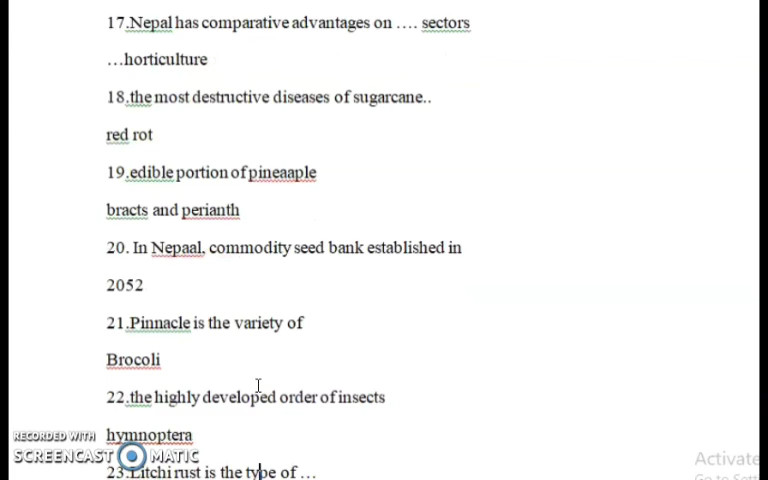 17.Nepal has comparative advantages on .... sectors
...horticulture
18.the most destructive diseases of sugarcane..
red rot
19.edible portion of pineaaple
bracts and perianth
20. In Nepaal, commodity seed bank established in
2052
21.Pinnacle is the variety of
Brocoli
22.the highly developed order of insects
hymnoptera
RECORDED WITH
SCREENCAST MATIC
23.Litchi rust is the type of ...
Activate
Go to Sett